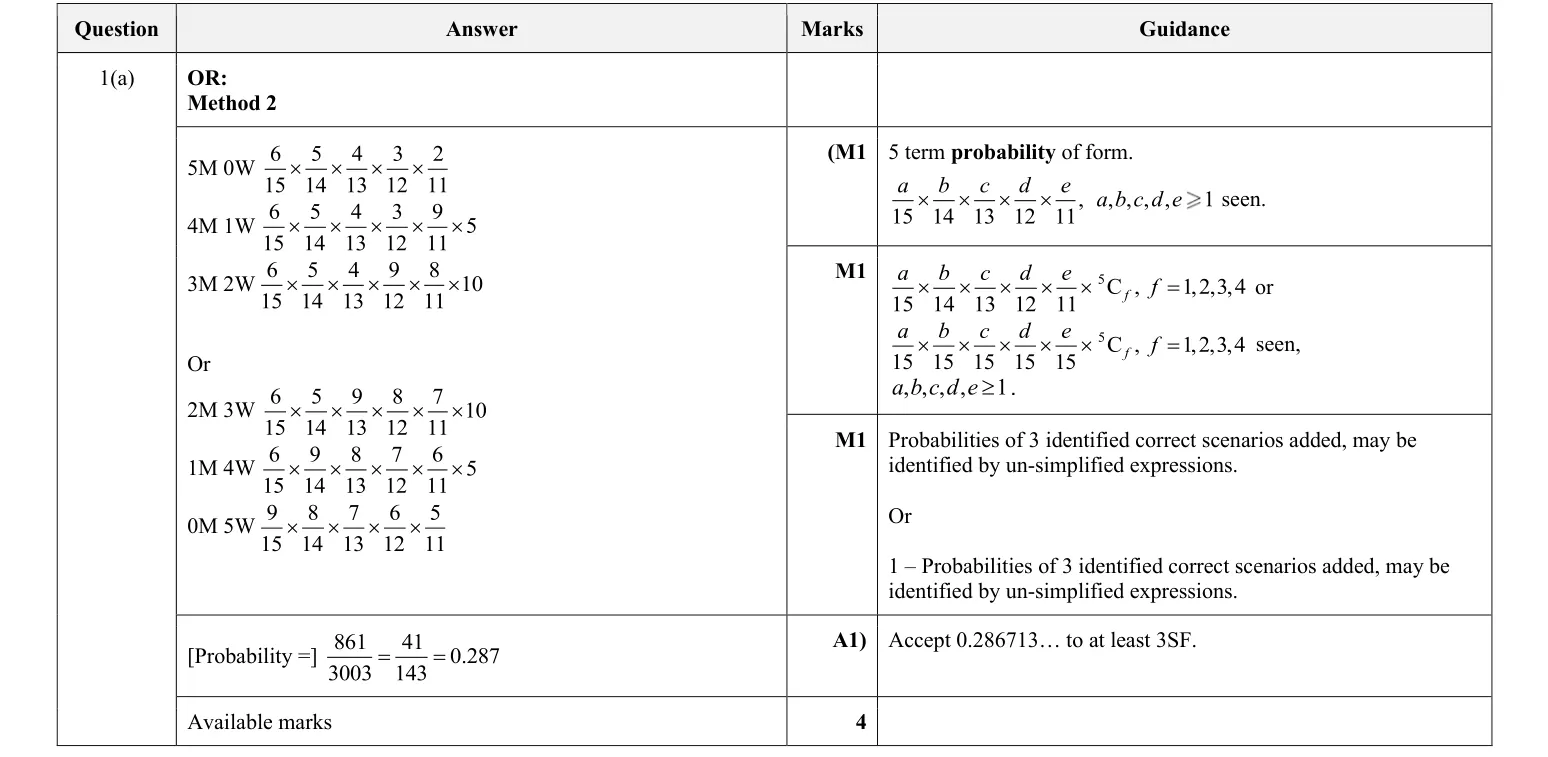 Question Answer Marks Guidance
1(a) OR:
Method 2
5M 0W 6/15 × 5/14 × 4/13 × 3/12 × 2/11
4M 1W 6/15 × 5/14 × 4/13 × 3/12 × 9/11 × 5
3M 2W 6/15 × 5/14 × 4/13 × 9/12 × 8/11 × 10
Or
2M 3W 6/15 × 5/14 × 9/13 × 8/12 × 7/11 × 10
1M 4W 6/15 × 9/14 × 8/13 × 7/12 × 6/11 × 5
0M 5W 9/15 × 8/14 × 7/13 × 6/12 × 5/11
(M1 5 term probability of form.
a/15 × b/14 × c/13 × d/12 × e/11, a,b,c,d,e⩾1 seen.
M1 a/15 × b/14 × c/13 × d/12 × e/11 × ⁵C_f, f = 1,2,3,4 or
a/15 × b/15 × c/15 × d/15 × e/15 × ⁵C_f, f = 1,2,3,4 seen,
a,b,c,d,e≥1.
M1 Probabilities of 3 identified correct scenarios added, may be
identified by un-simplified expressions.
Or
1 – Probabilities of 3 identified correct scenarios added, may be
identified by un-simplified expressions.
[Probability =] 861/3003 = 41/143 = 0.287 A1) Accept 0.286713… to at least 3SF.
Available marks 4